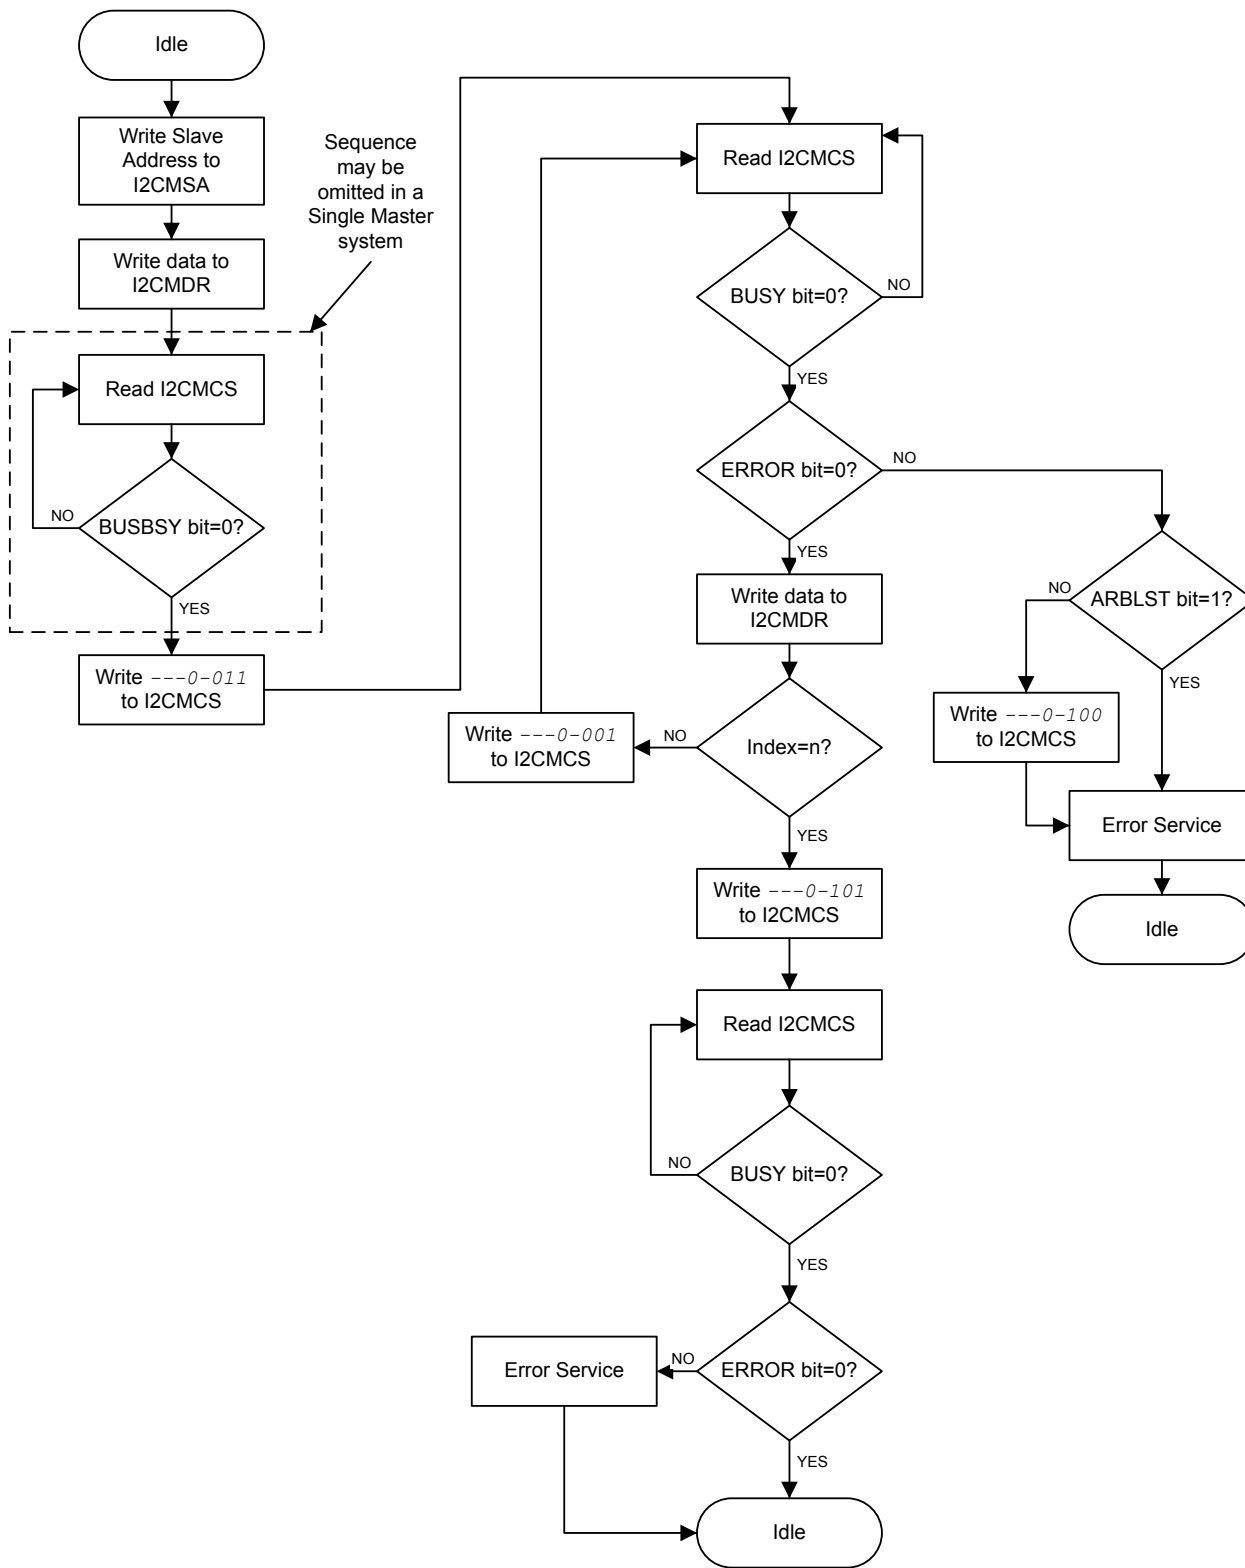 Idle
Write Slave
Address to
I2CMSA
Write data to
I2CMDR
Sequence
may be
omitted in a
Single Master
system
Read I2CMCS
BUSBSY bit=0?
NO
YES
Write ---0-011
to I2CMCS
Read I2CMCS
BUSY bit=0?
NO
YES
ERROR bit=0?
NO
YES
Write data to
I2CMDR
Index=n?
NO
Write ---0-001
to I2CMCS
YES
ARBLST bit=1?
NO
YES
Write ---0-100
to I2CMCS
Error Service
Idle
Write ---0-101
to I2CMCS
Read I2CMCS
BUSY bit=0?
NO
YES
ERROR bit=0?
NO
Error Service
YES
Idle